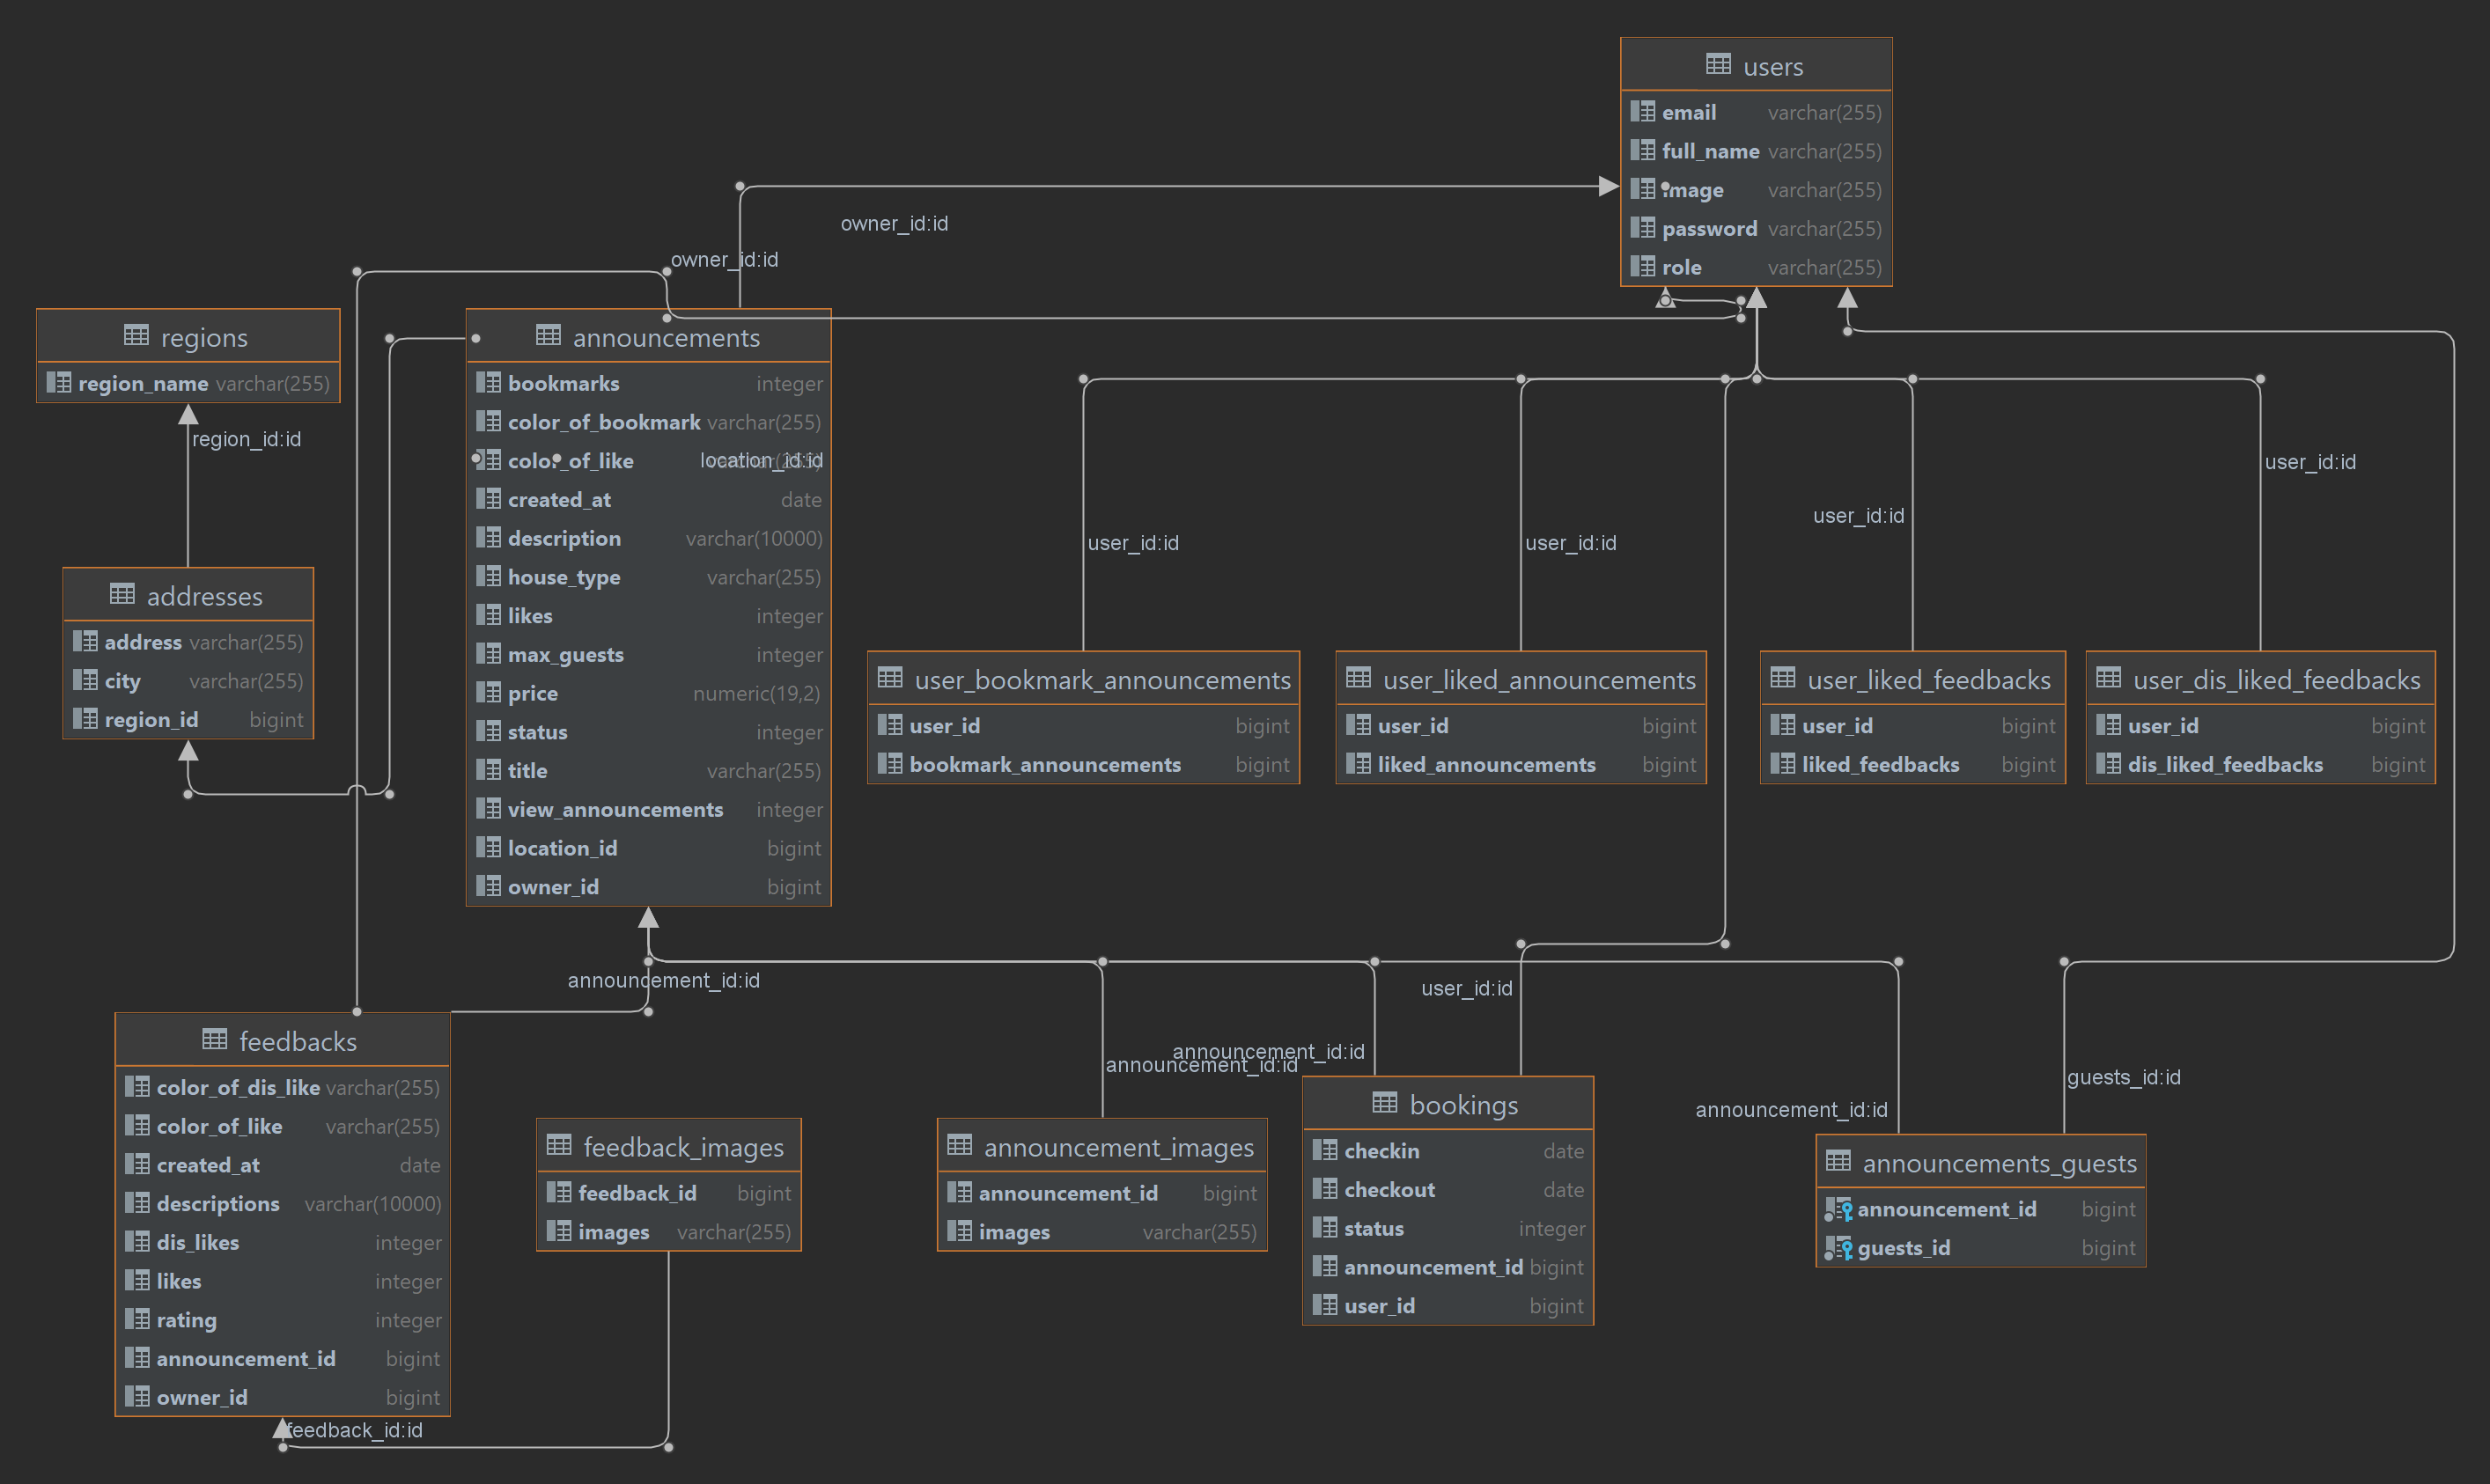 users
email varchar(255)
full_name varchar(255)
image varchar(255)
password varchar(255)
role varchar(255)
owner_id:id
owner_id:id
regions
region_name varchar(255)
region_id:id
addresses
address varchar(255)
city varchar(255)
region_id bigint
announcements
bookmarks integer
color_of_bookmark varchar(255)
color_of_like varchar(255)
location_id:id
created_at date
description varchar(10000)
house_type varchar(255)
likes integer
max_guests integer
price numeric(19,2)
status integer
title varchar(255)
view_announcements integer
location_id bigint
owner_id bigint
user_id:id
user_id:id
user_id:id
user_id:id
user_bookmark_announcements
user_id bigint
bookmark_announcements bigint
user_liked_announcements
user_id bigint
liked_announcements bigint
user_liked_feedbacks
user_id bigint
liked_feedbacks bigint
user_dis_liked_feedbacks
user_id bigint
dis_liked_feedbacks bigint
announcement_id:id
user_id:id
announcement_id:id
announcement_id:id
announcement_id:id
guests_id:id
feedbacks
color_of_dis_like varchar(255)
color_of_like varchar(255)
created_at date
descriptions varchar(10000)
dis_likes integer
likes integer
rating integer
announcement_id bigint
owner_id bigint
feedback_id:id
feedback_images
feedback_id bigint
images varchar(255)
announcement_images
announcement_id bigint
images varchar(255)
bookings
checkin date
checkout date
status integer
announcement_id bigint
user_id bigint
announcements_guests
announcement_id bigint
guests_id bigint